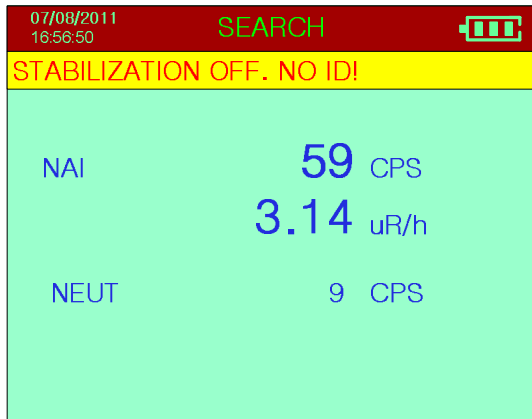 07/08/2011
16:56:50
SEARCH
STABILIZATION OFF. NO ID!
NAI 59 CPS
3.14 uR/h
NEUT 9 CPS